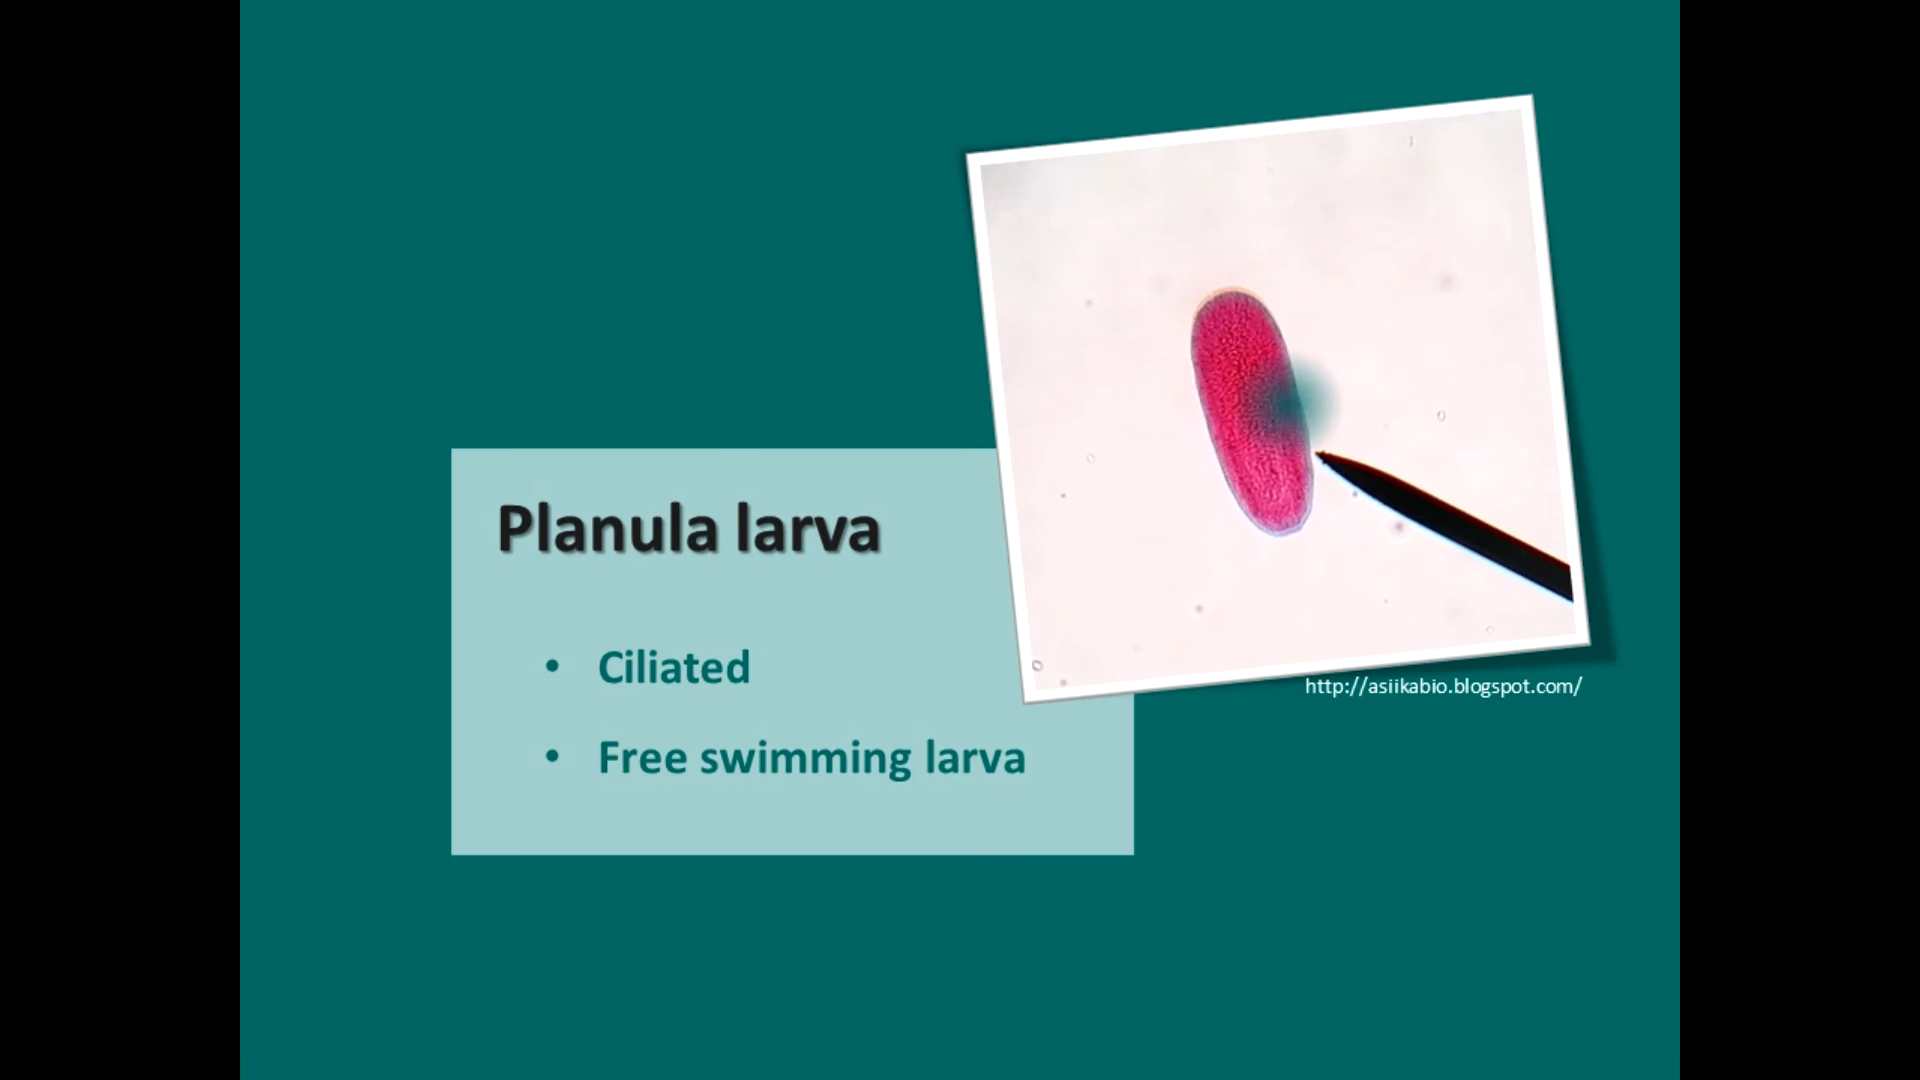 Planula larva
• Ciliated
• Free swimming larva
http://asiikabio.blogspot.com/